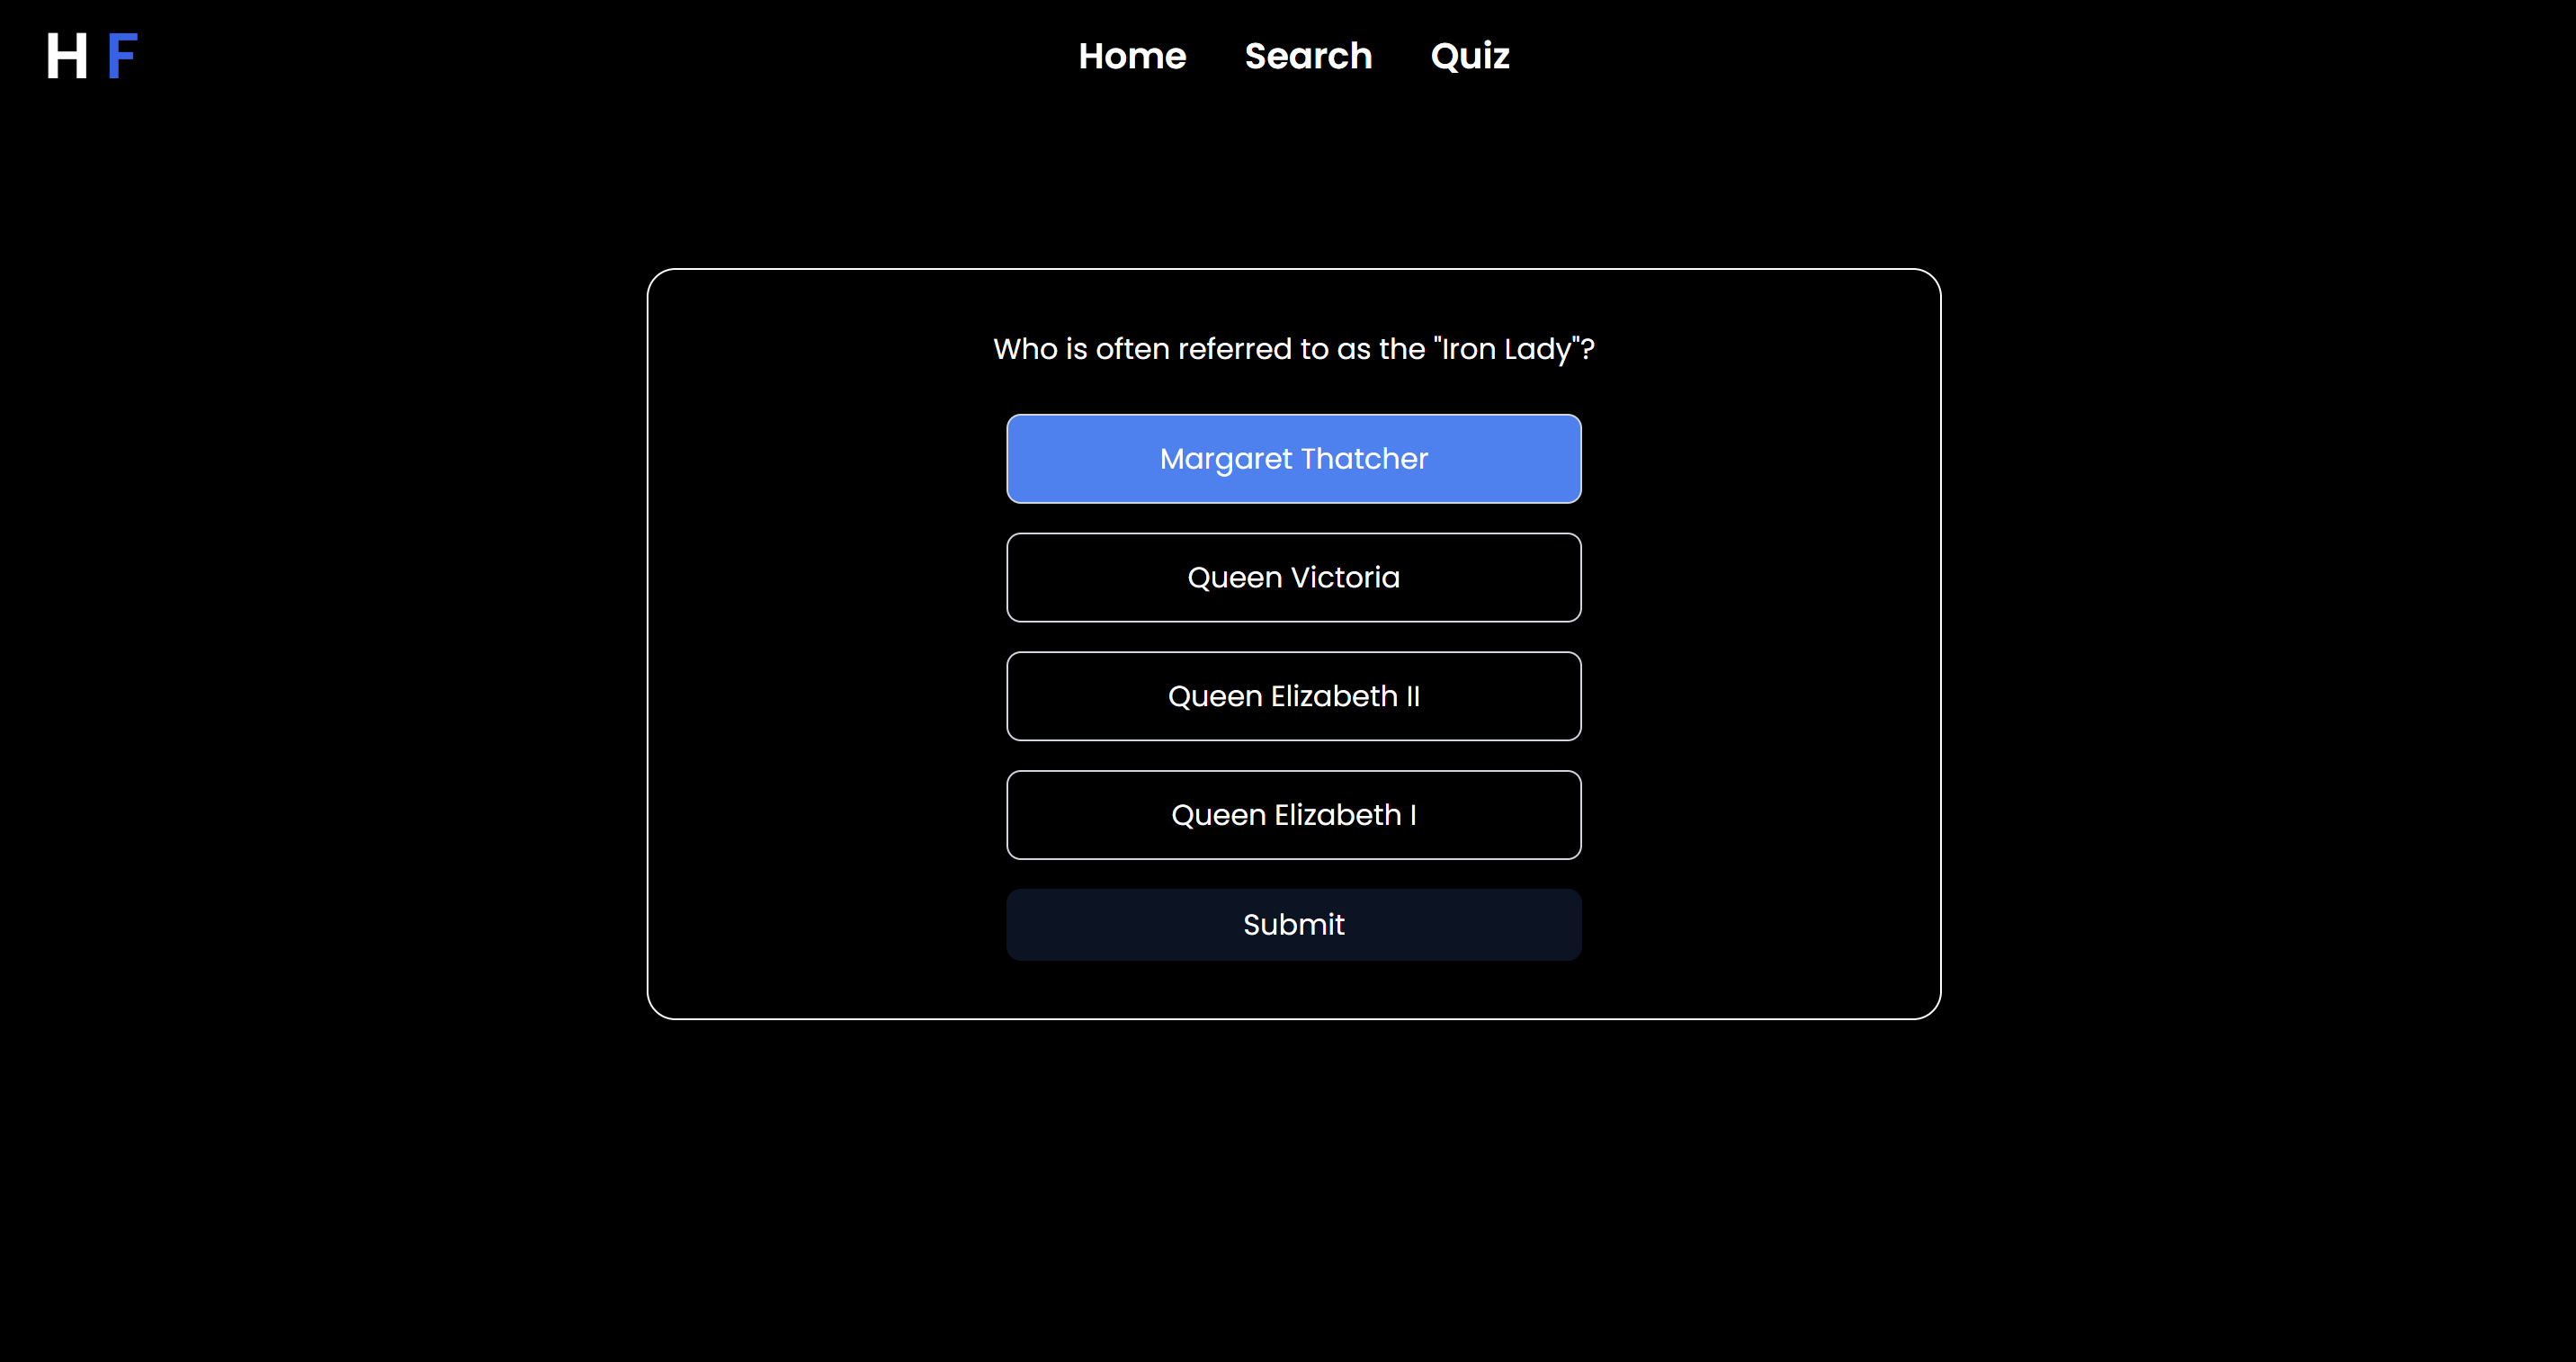 H F
Home Search Quiz
Who is often referred to as the "Iron Lady"?
Margaret Thatcher
Queen Victoria
Queen Elizabeth II
Queen Elizabeth I
Submit